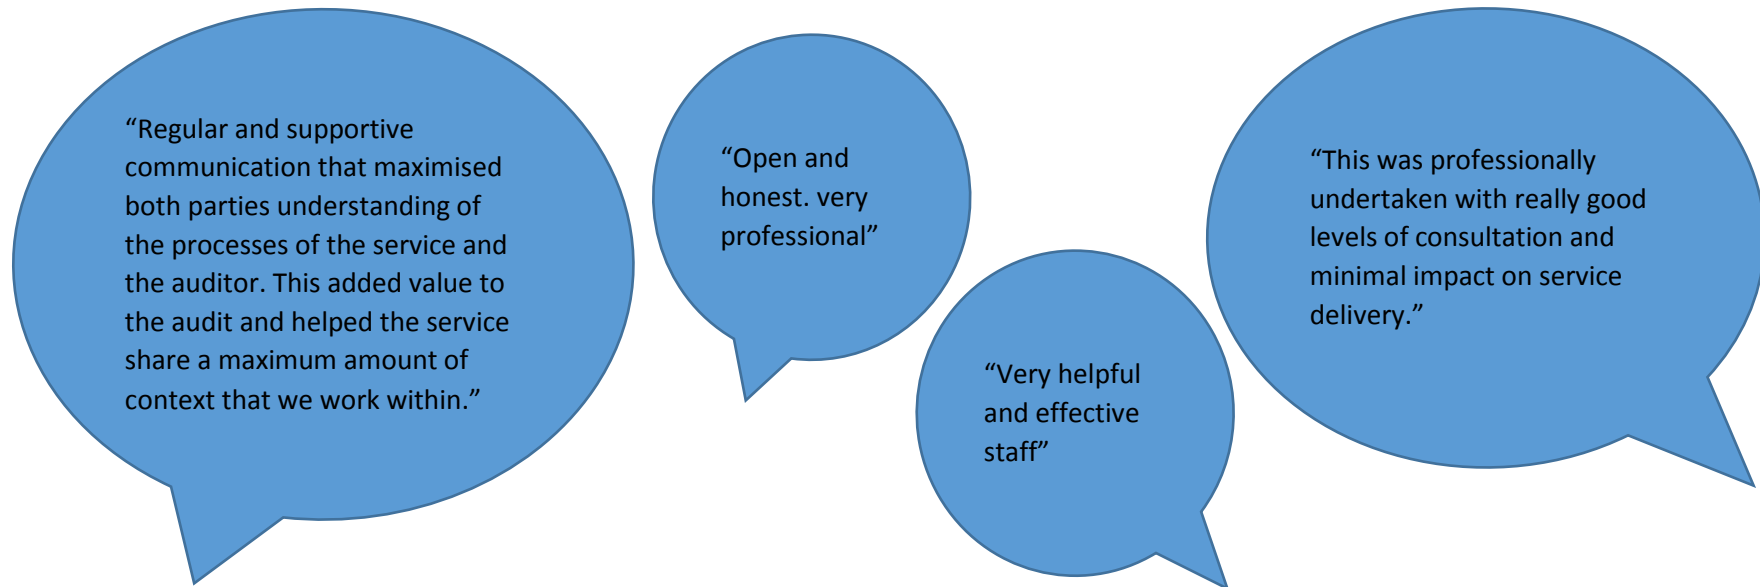 “Regular and supportive
communication that maximised
both parties understanding of
the processes of the service and
the auditor. This added value to
the audit and helped the service
share a maximum amount of
context that we work within.”
“Open and
honest. very
professional”
“Very helpful
and effective
staff”
“This was professionally
undertaken with really good
levels of consultation and
minimal impact on service
delivery.”